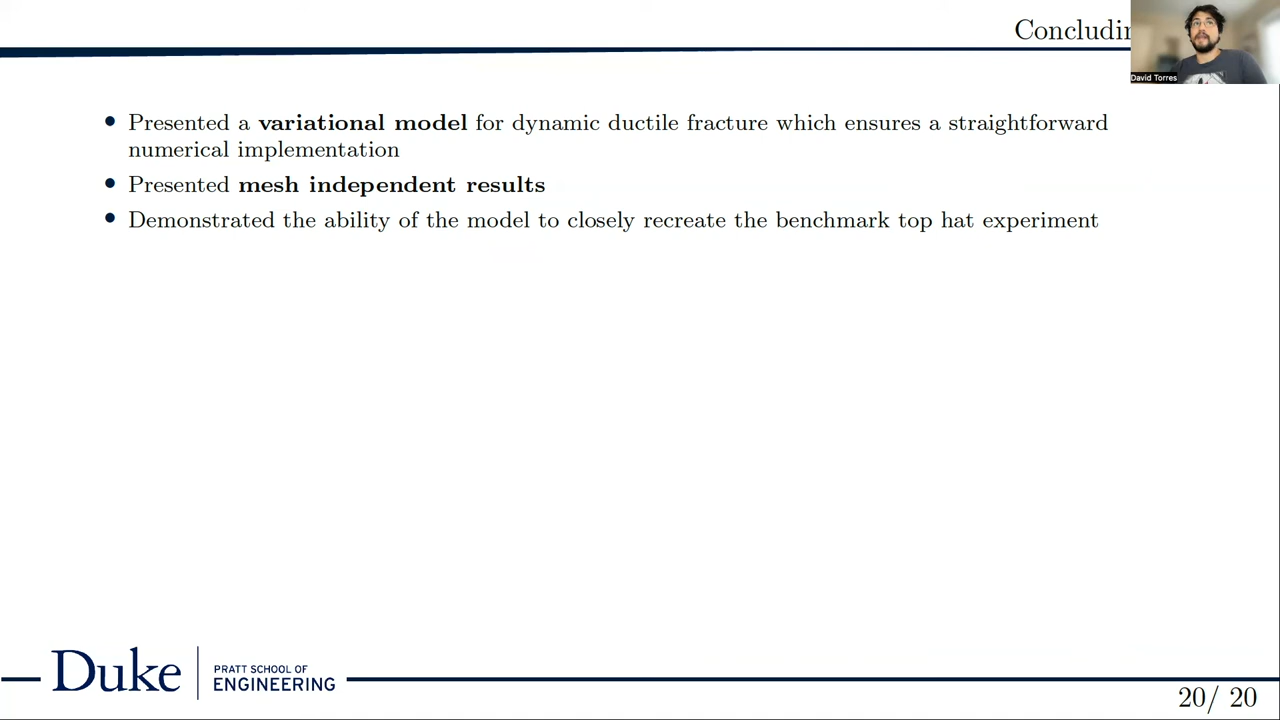 Concludin
David Torres
• Presented a variational model for dynamic ductile fracture which ensures a straightforward
numerical implementation
• Presented mesh independent results
• Demonstrated the ability of the model to closely recreate the benchmark top hat experiment
Duke
PRATT SCHOOL OF
ENGINEERING
20/ 20